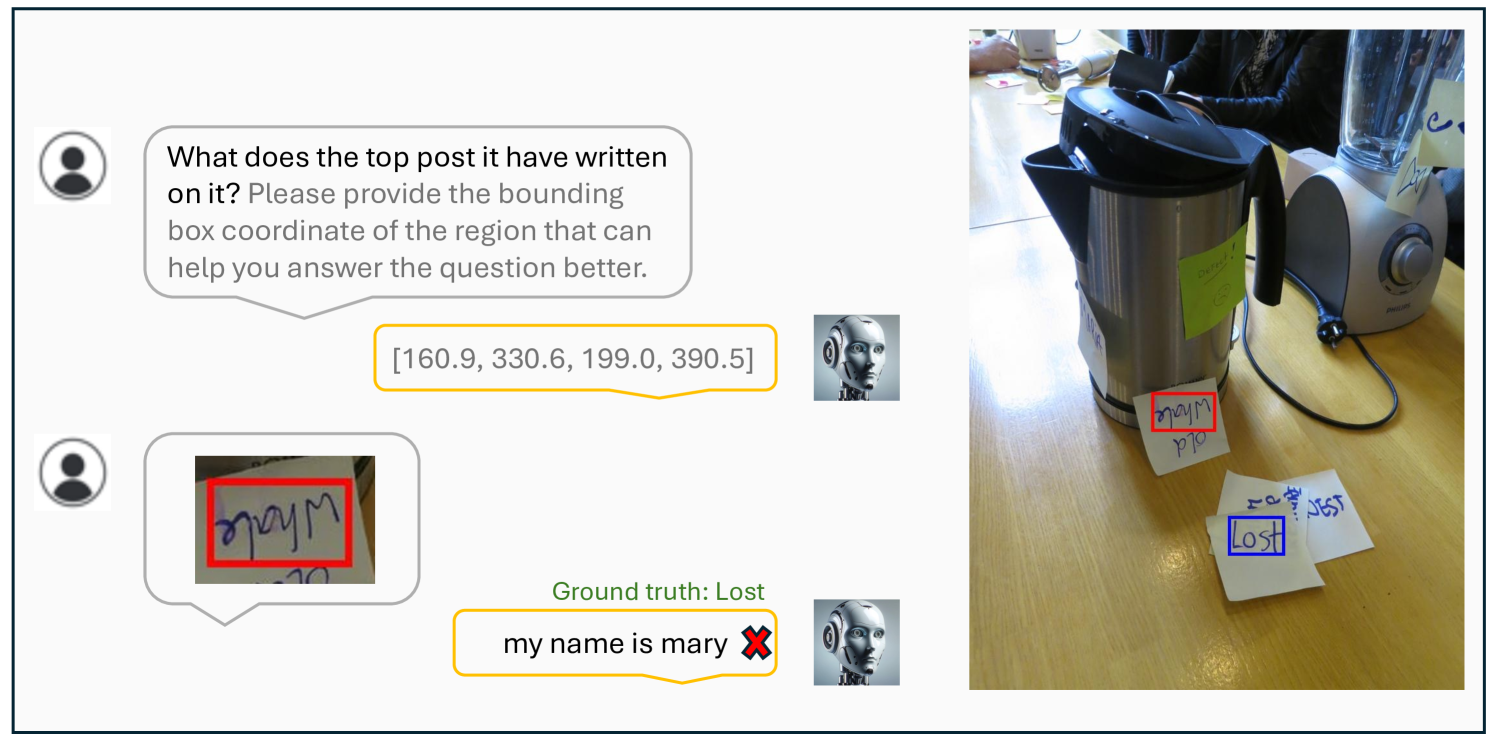 What does the top post it have written
on it? Please provide the bounding
box coordinate of the region that can
help you answer the question better.
[160.9, 330.6, 199.0, 390.5]
Whale
Ground truth: Lost
my name is mary
Defect!
PHILIPS
Whale
old
Lost